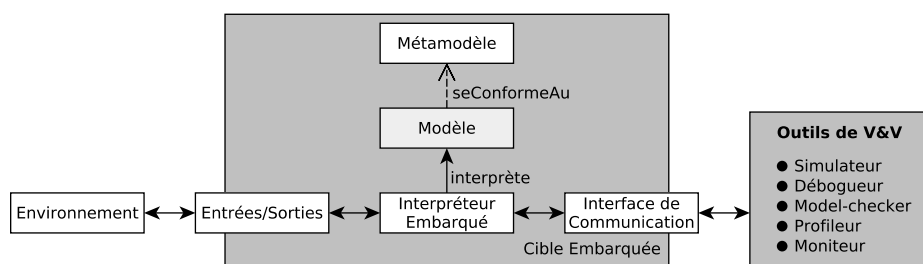 Métamodèle
seConformeAu
Modèle
interprète
Environnement
Entrées/Sorties
Interpréteur
Embarqué
Interface de
Communication
Cible Embarquée
Outils de V&V
● Simulateur
● Débogueur
● Model-checker
● Profileur
● Moniteur